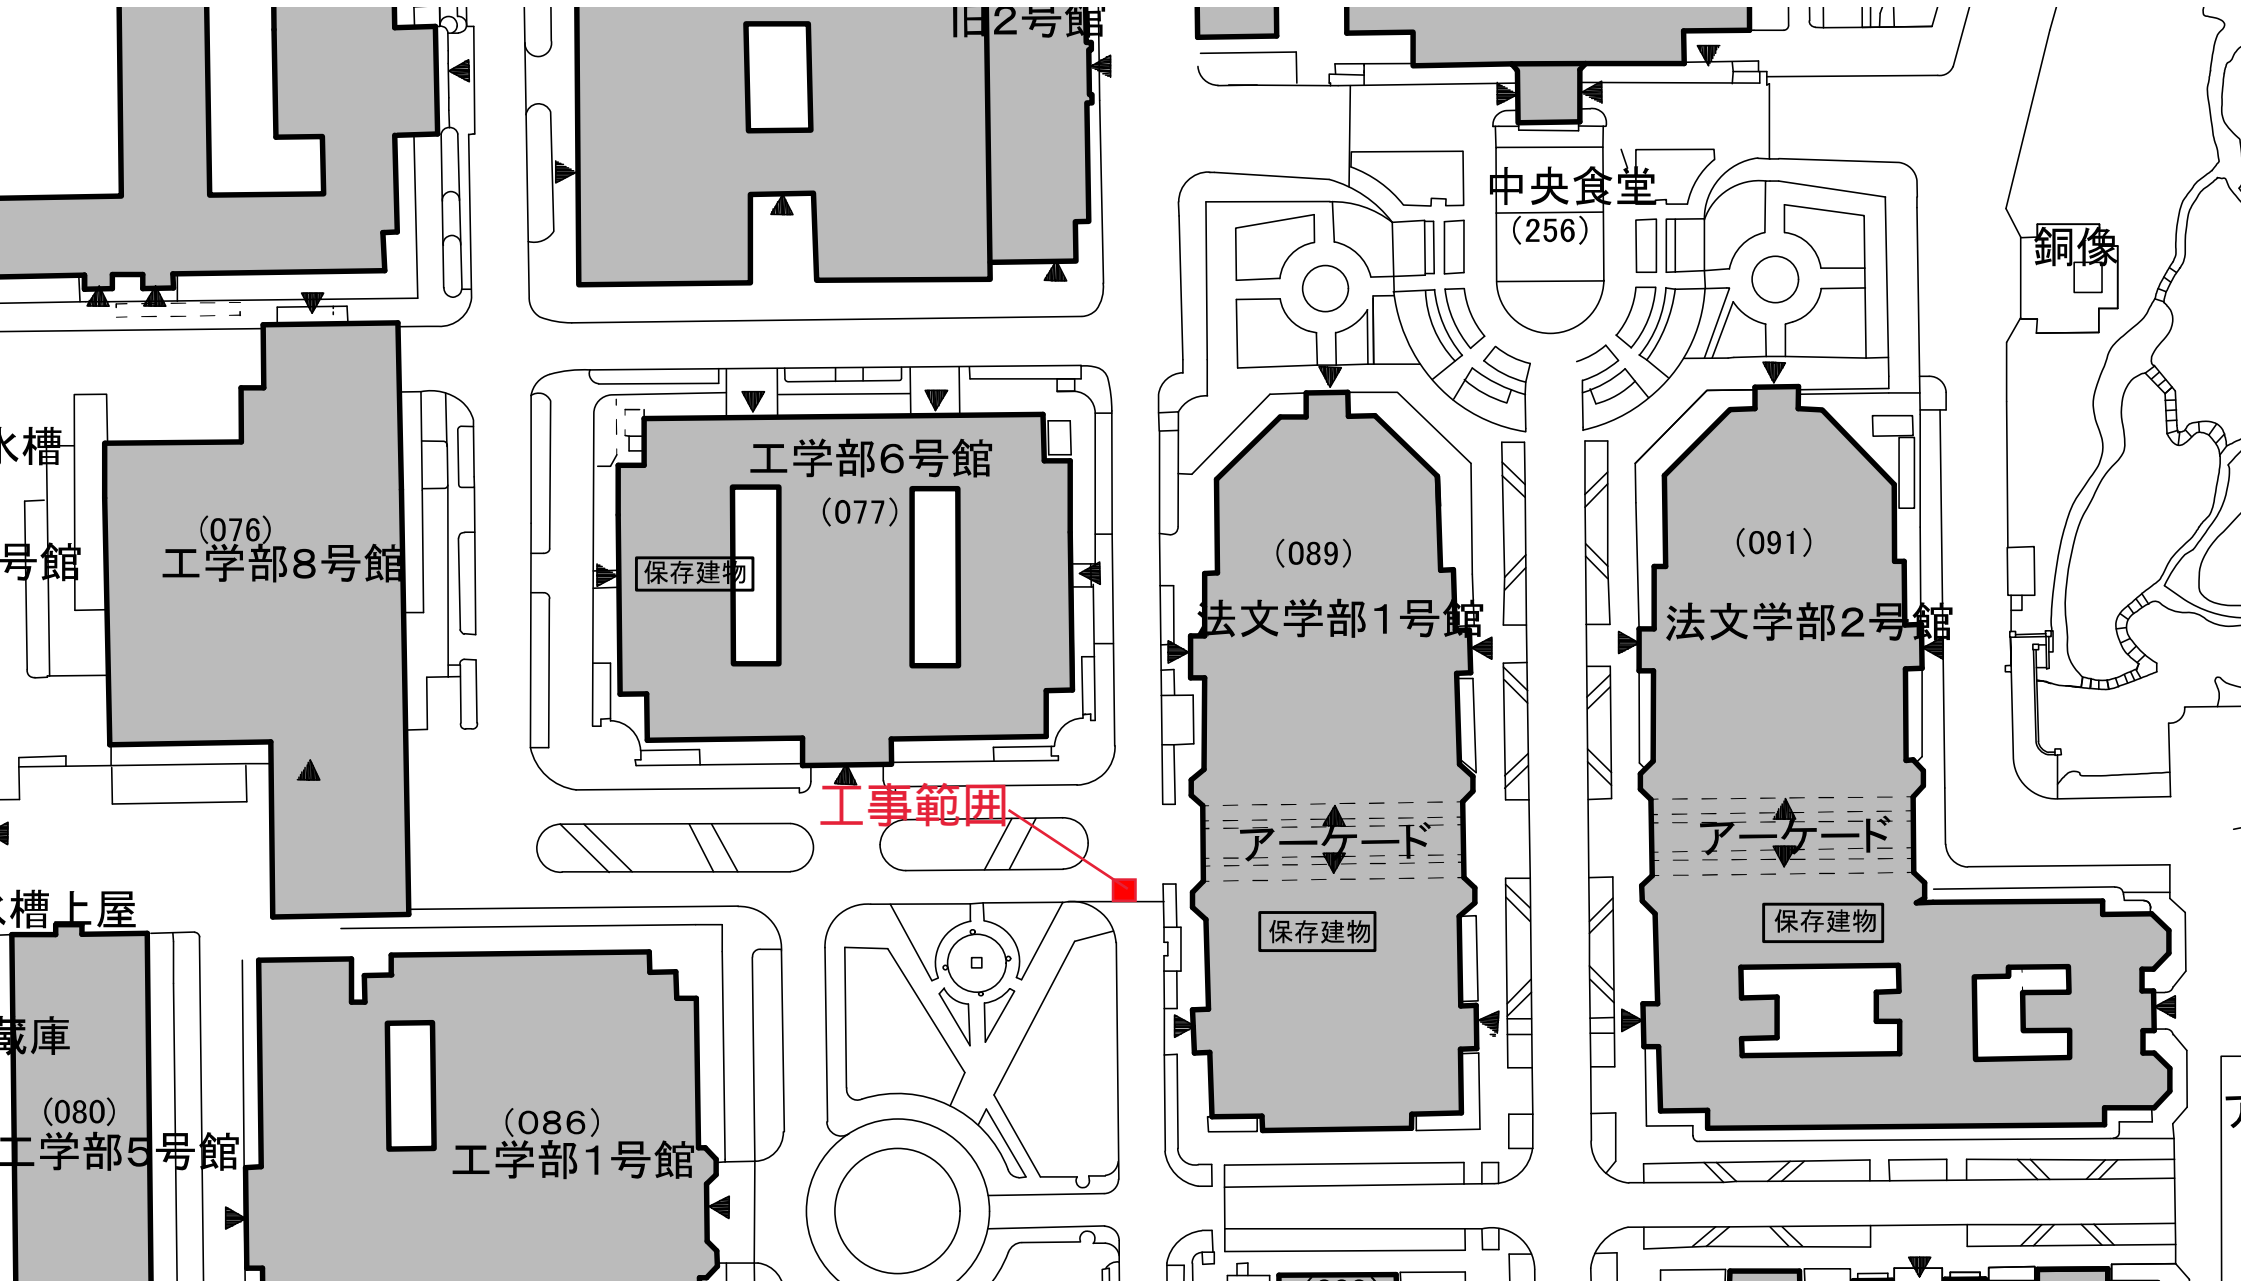 旧2号館
中央食堂
(256)
銅像
水槽
工学部6号館
(077)
(076)
工学部8号館
号館
保存建物
(089)
法文学部1号館
(091)
法文学部2号館
工事範囲
アーケード
アーケード
水槽上屋
保存建物
保存建物
蔵庫
(080)
工学部5号館
(086)
工学部1号館